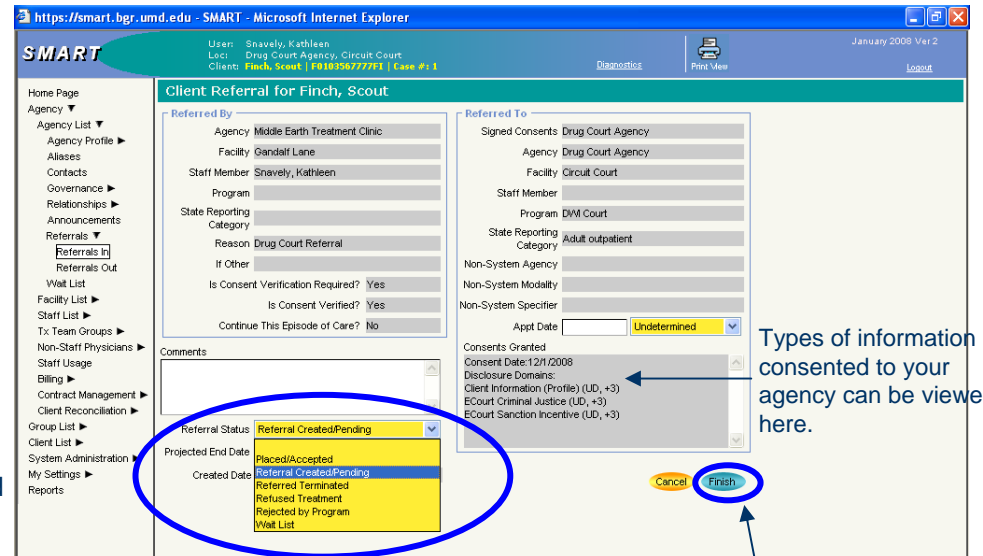 https://smart.bgr.umd.edu - SMART - Microsoft Internet Explorer
SMART
User: Snavely, Kathleen
Loc: Drug Court Agency, Circuit Court
Client: Finch, Scout | F0103567777FI | Case #: 1
Diagnostics
Print View
January 2008 Ver 2
Logout
Home Page
Agency ▼
Agency List ▼
Agency Profile ▶
Aliases
Contacts
Governance ▶
Relationships ▶
Announcements
Referrals ▼
Referrals In
Referrals Out
Wait List
Facility List ▶
Staff List ▶
Tx Team Groups ▶
Non-Staff Physicians ▶
Staff Usage
Billing ▶
Contract Management ▶
Client Reconciliation ▶
Group List ▶
Client List ▶
System Administration ▶
My Settings ▶
Reports
Client Referral for Finch, Scout
Referred By
Agency Middle Earth Treatment Clinic
Facility Gandalf Lane
Staff Member Snavely, Kathleen
Program
State Reporting
Category
Reason Drug Court Referral
If Other
Is Consent Verification Required? Yes
Is Consent Verified? Yes
Continue This Episode of Care? No
Referred To
Signed Consents Drug Court Agency
Agency Drug Court Agency
Facility Circuit Court
Staff Member
Program DWI Court
State Reporting
Category Adult outpatient
Non-System Agency
Non-System Modality
Non-System Specifier
Appt Date Undetermined
Comments
Consents Granted
Consent Date:12/1/2008
Disclosure Domains:
Client Information (Profile) (UD, +3)
ECourt Criminal Justice (UD, +3)
ECourt Sanction Incentive (UD, +3)
Referral Status Referral Created/Pending
Projected End Date
Created Date
Placed/Accepted
Referral Created/Pending
Referred Terminated
Refused Treatment
Rejected by Program
Wait List
Cancel
Finish
Types of information
consented to your
agency can be viewe
here.